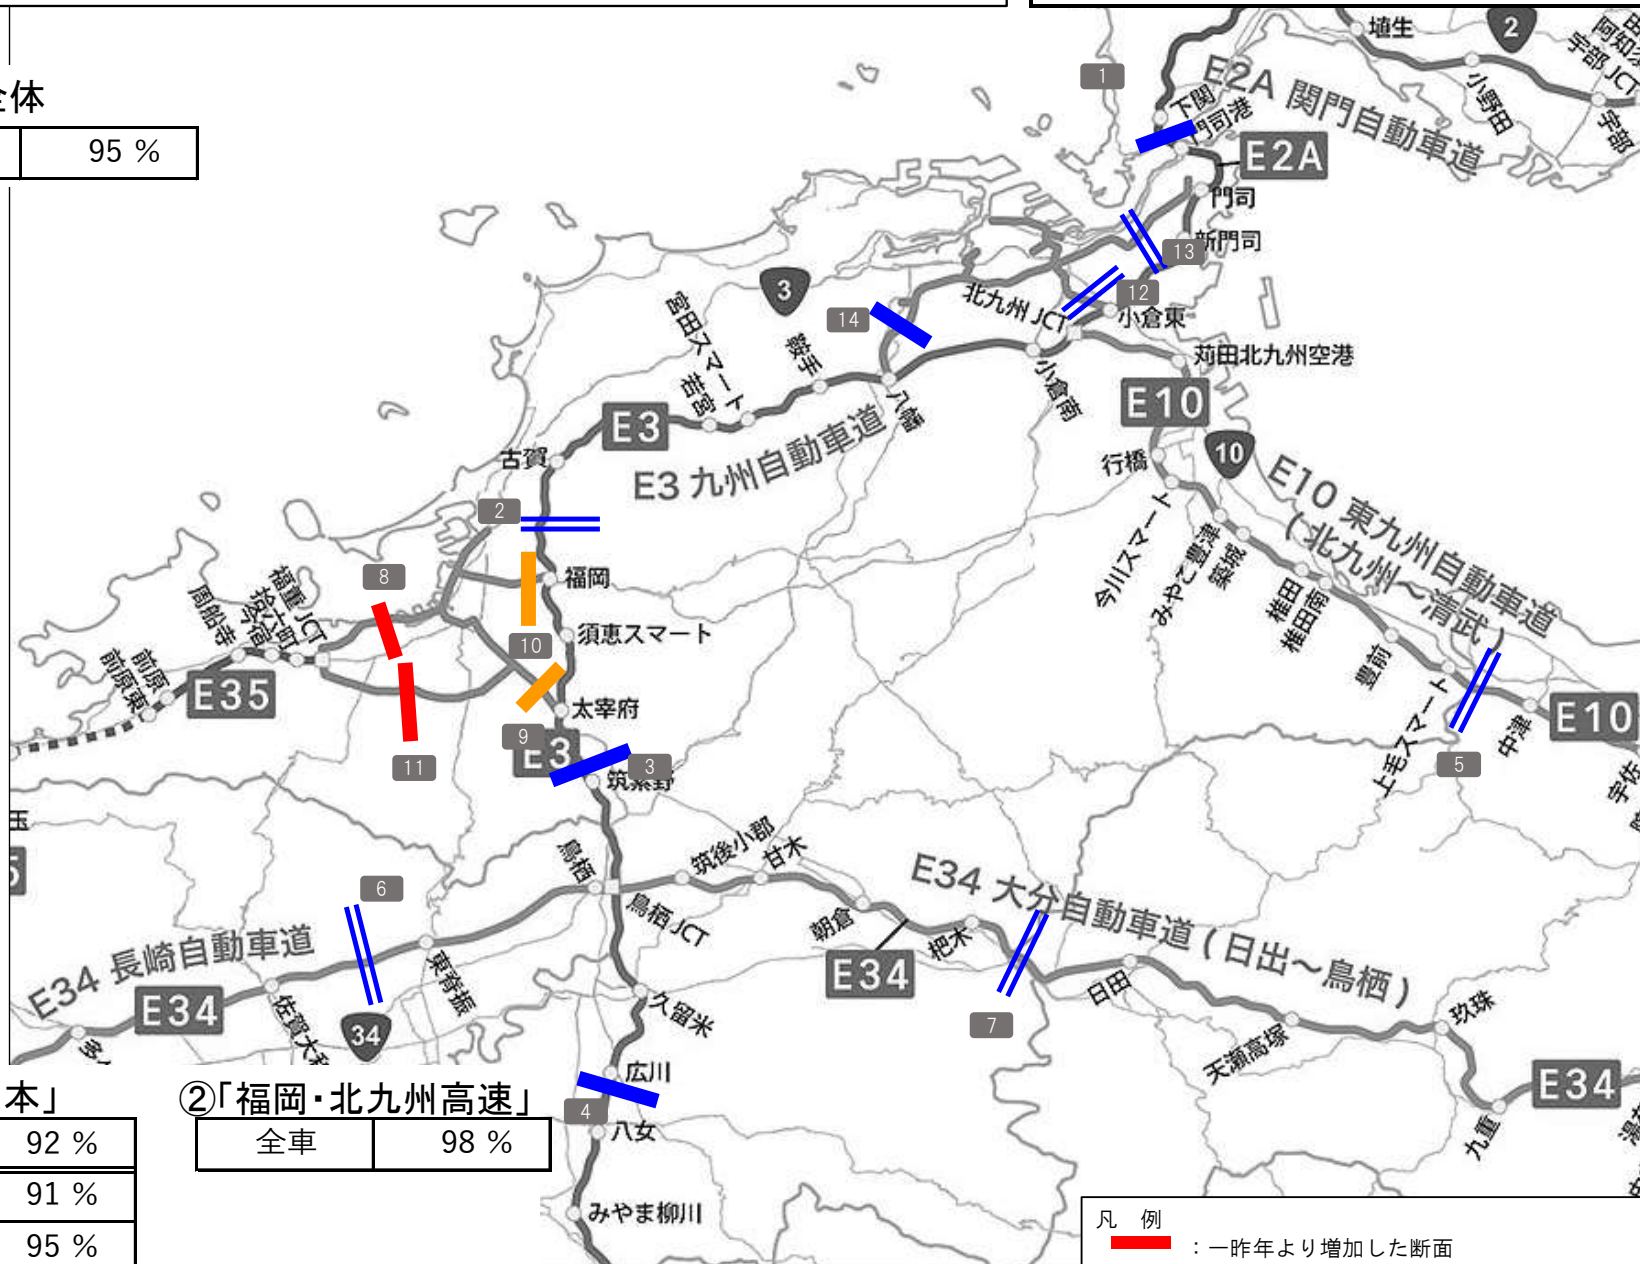 全体
95 %
1
埴生
2
宇部 JCT
小野田
宇部
E2A 関門自動車道
下関
門司港
E2A
門司
新門司
13
12
北九州 JCT
小倉東
3
14
宮田スマート
若宮
鞍手
八幡
小倉南
苅田北九州空港
E3
E3 九州自動車道
E10
10
行橋
E10 東九州自動車道
( 北九州～清武 )
古賀
2
今川スマート
みやこ豊津
築城
椎田
椎田南
豊前
上毛スマート
中津
E10
宇佐
5
福岡
8
福重 JCT
拾六町
今宿
周船寺
前原
前原東
10
須恵スマート
E35
太宰府
9
E3
3
筑紫野
11
玉
鳥栖
筑後小郡
甘木
6
鳥栖 JCT
E34 大分自動車道 ( 日出～鳥栖 )
朝倉
杷木
E34 長崎自動車道
東脊振
E34
E34
佐賀大和
34
久留米
7
日田
天瀬高塚
玖珠
E34
九重
広川
4
八女
みやま柳川
本」
92 %
91 %
95 %
②「福岡・北九州高速」
全車 98 %
凡 例
：一昨年より増加した断面